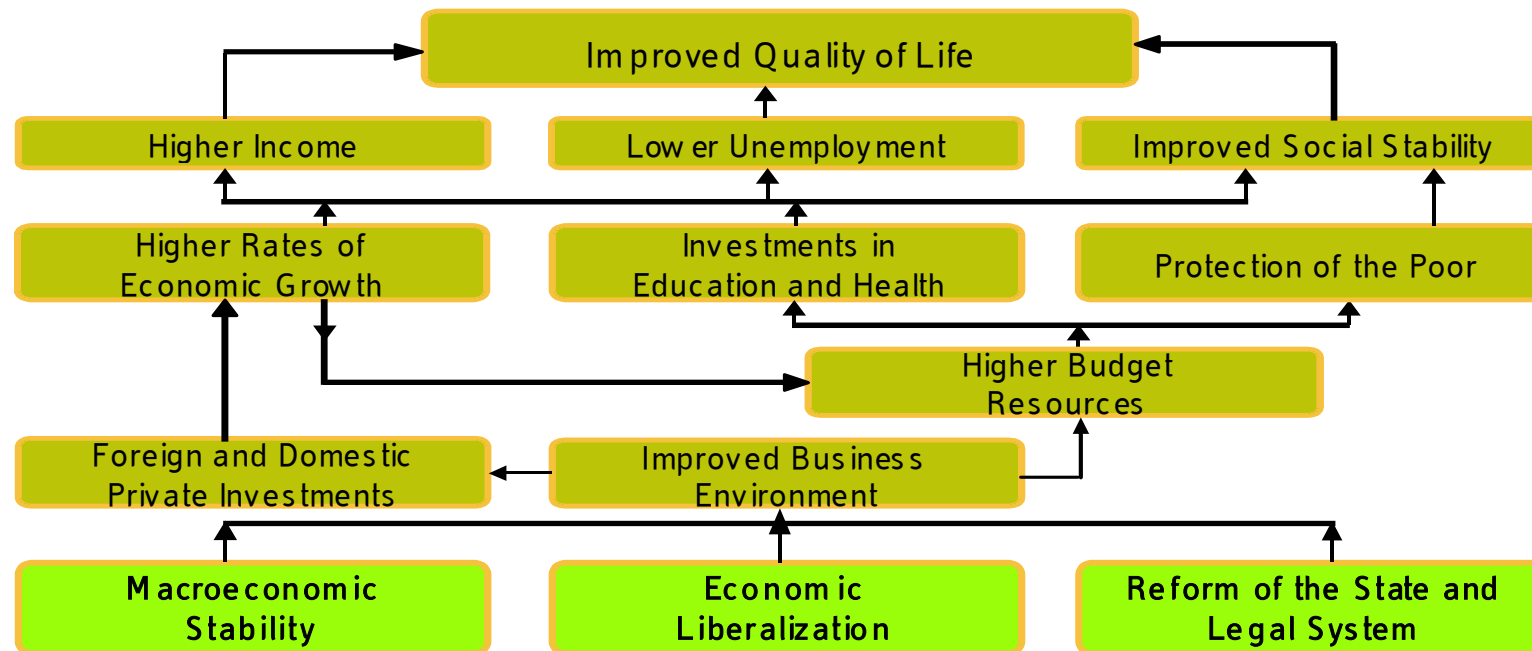 Improved Quality of Life
Higher Income
Lower Unemployment
Improved Social Stability
Higher Rates of
Economic Growth
Investments in
Education and Health
Protection of the Poor
Higher Budget
Resources
Foreign and Domestic
Private Investments
Improved Business
Environment
Macroeconomic
Stability
Economic
Liberalization
Reform of the State and
Legal System